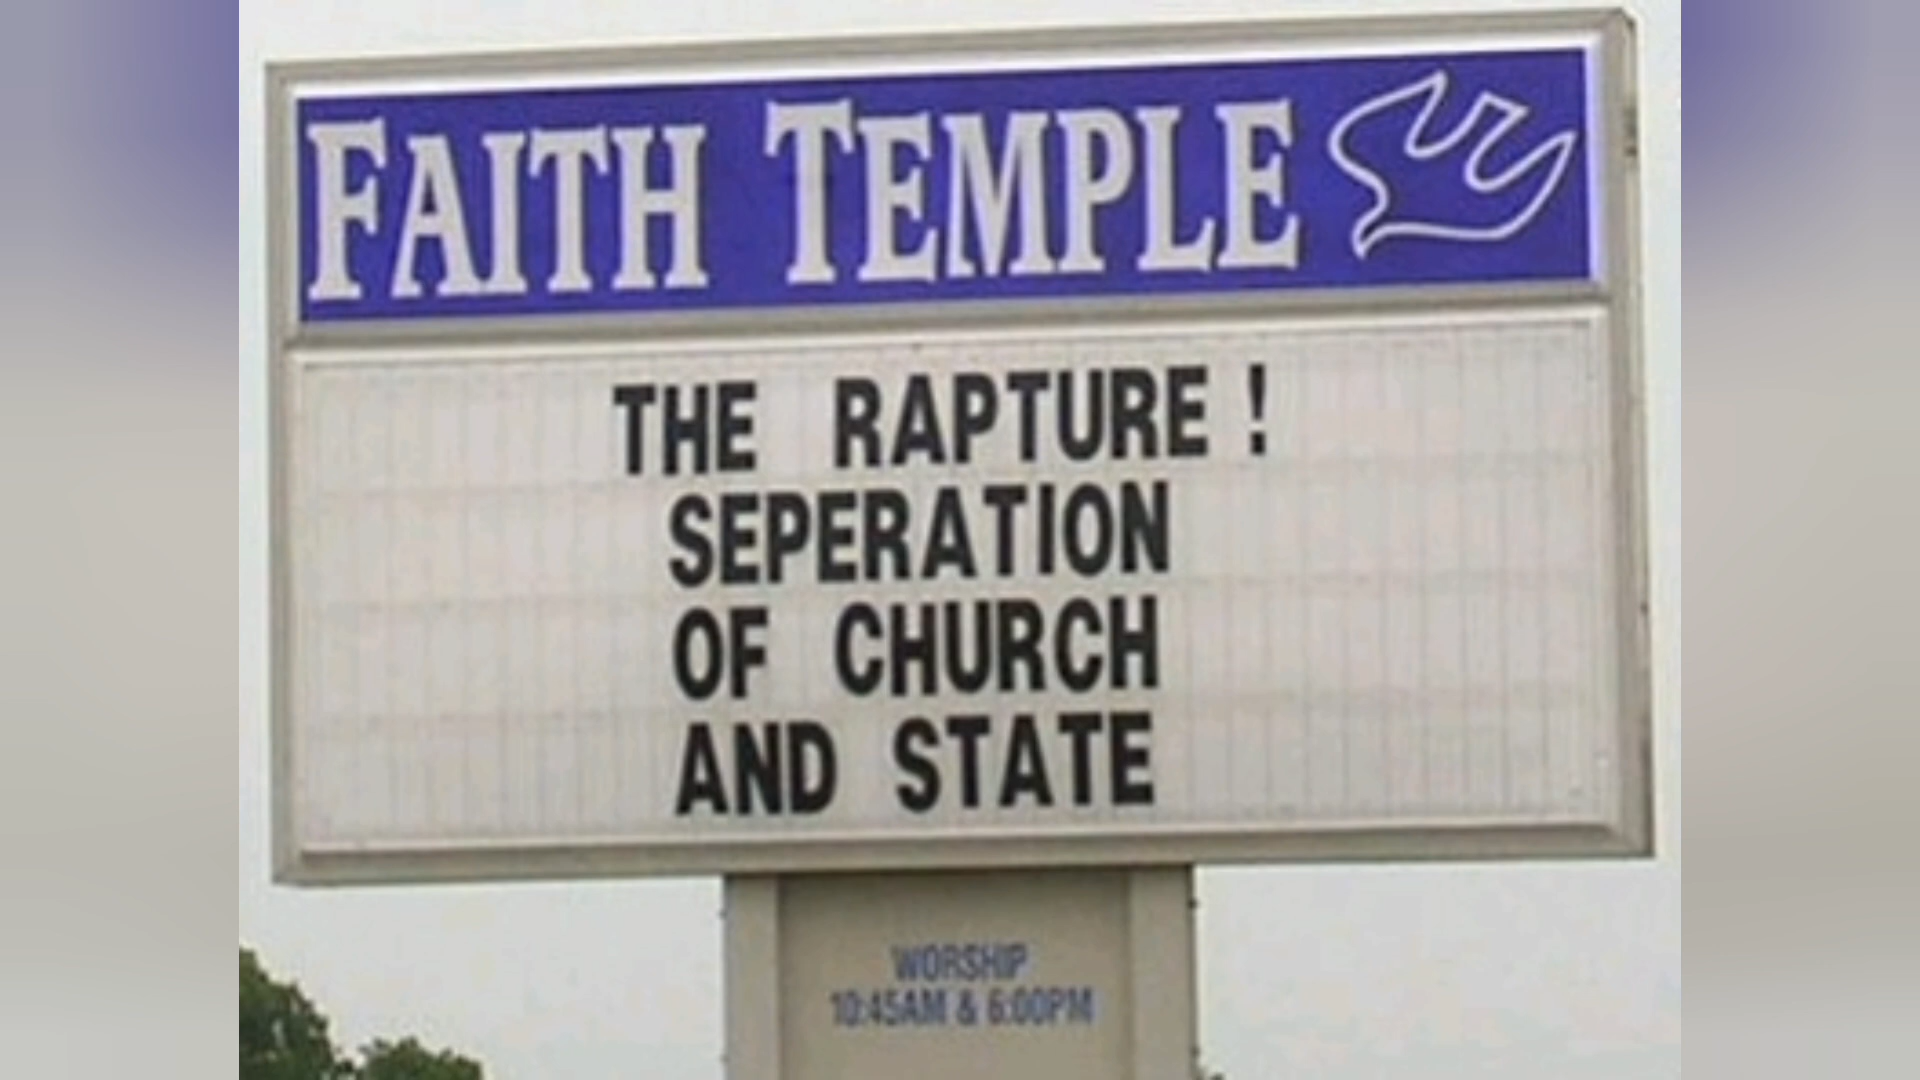 FAITH TEMPLE
THE RAPTURE!
SEPERATION
OF CHURCH
AND STATE
WORSHIP
10:45AM & 6:00PM